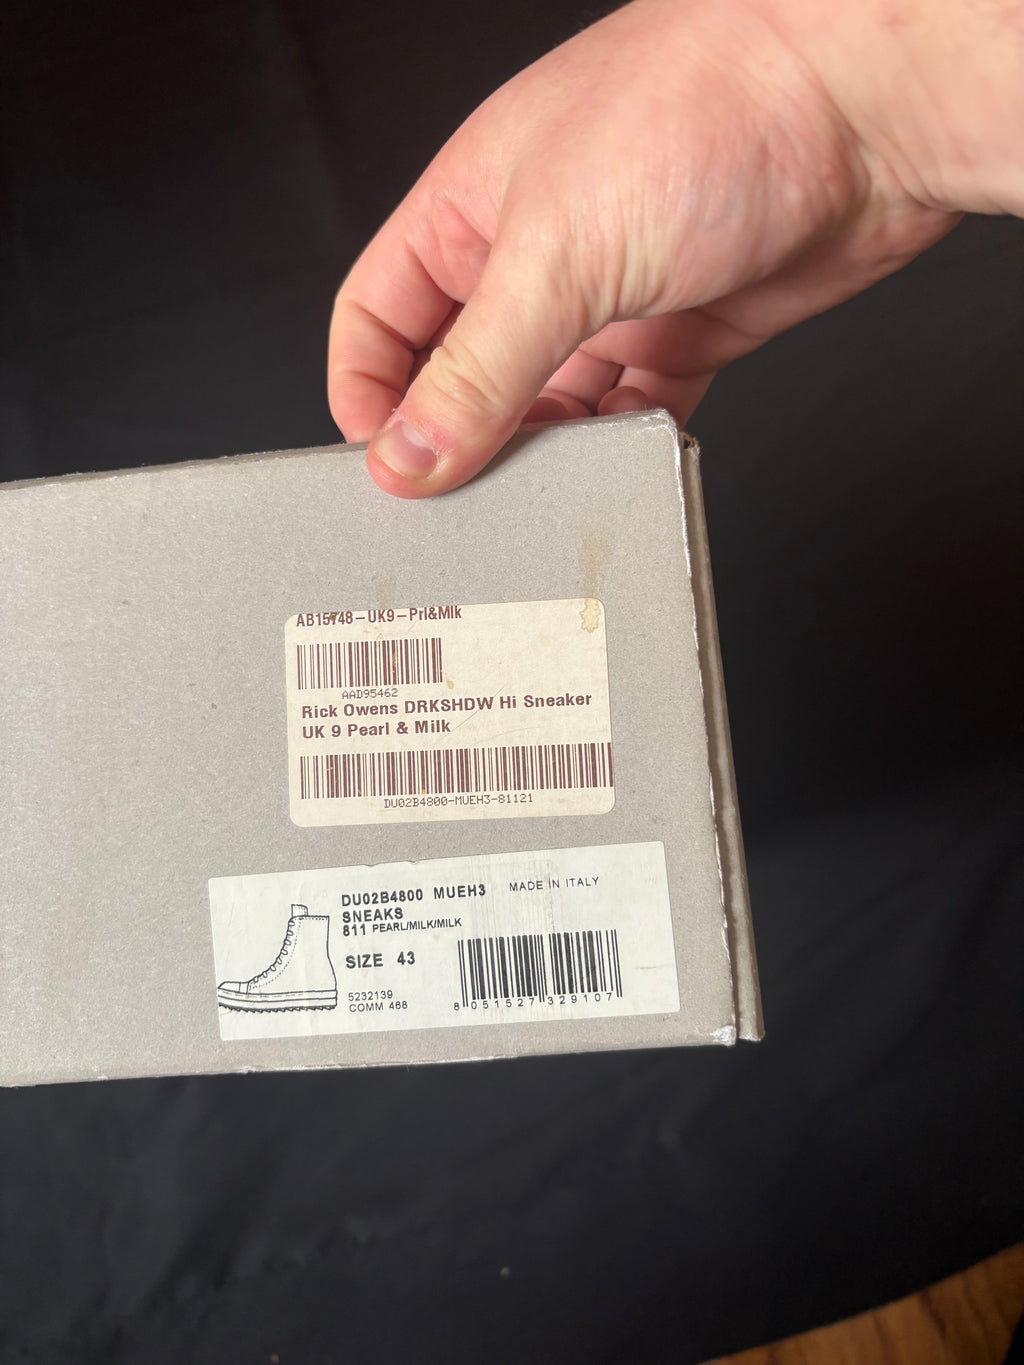 AB15748-UK9-Prl&Mlk
AAD95462
Rick Owens DRKSHDW Hi Sneaker
UK 9 Pearl & Milk
DU02B4800-MUEH3-81121
DU02B4800 MUEH3 MADE IN ITALY
SNEAKS
811 PEARL/MILK/MILK
SIZE 43
5232139
COMM 468
8 051527 329107